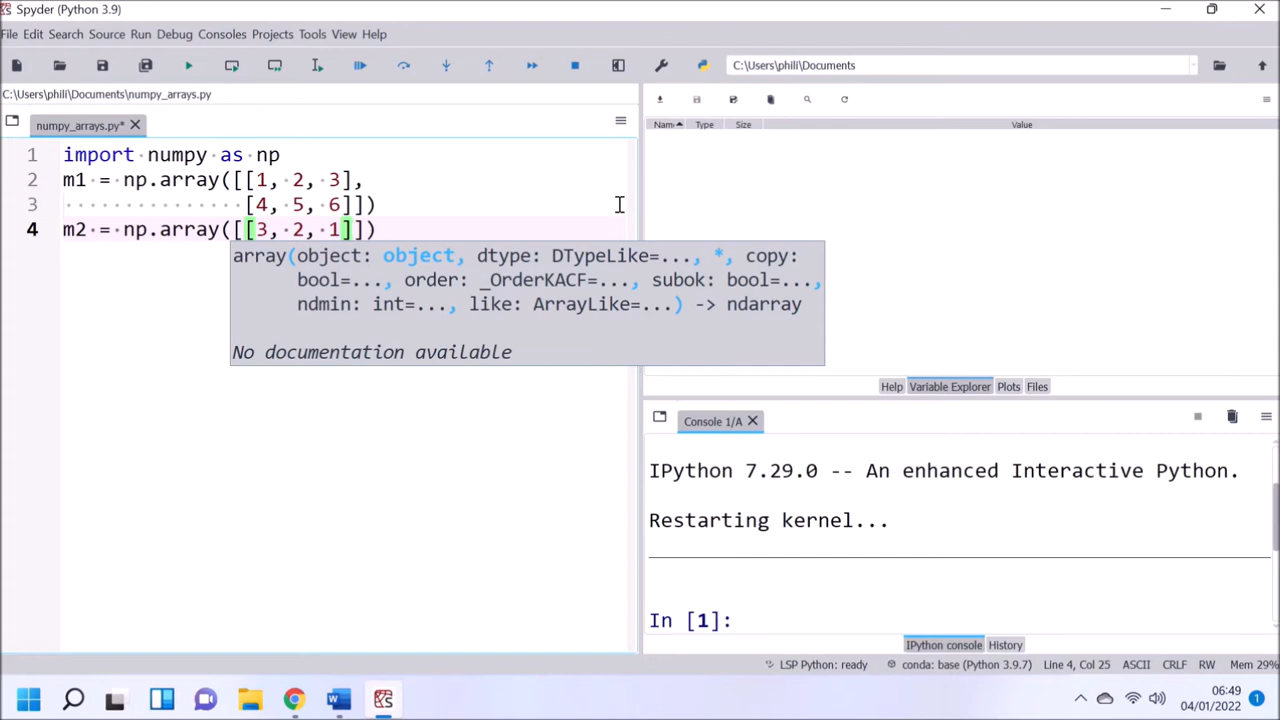 Spyder (Python 3.9)
File Edit Search Source Run Debug Consoles Projects Tools View Help
C:\Users\phili\Documents
C:\Users\phili\Documents\numpy_arrays.py
numpy_arrays.py*
1 import numpy as np
2 m1 = np.array([[1, 2, 3],
3 [4, 5, 6]])
4 m2 = np.array([[3, 2, 1]])
array(object: object, dtype: DTypeLike=..., *, copy:
bool=..., order: _OrderKACF=..., subok: bool=...,
ndmin: int=..., like: ArrayLike=...) -> ndarray
No documentation available
Nam Type Size Value
Help Variable Explorer Plots Files
Console 1/A
IPython 7.29.0 -- An enhanced Interactive Python.
Restarting kernel...
In [1]:
IPython console History
LSP Python: ready conda: base (Python 3.9.7) Line 4, Col 25 ASCII CRLF RW Mem 29%
06:49
04/01/2022
1